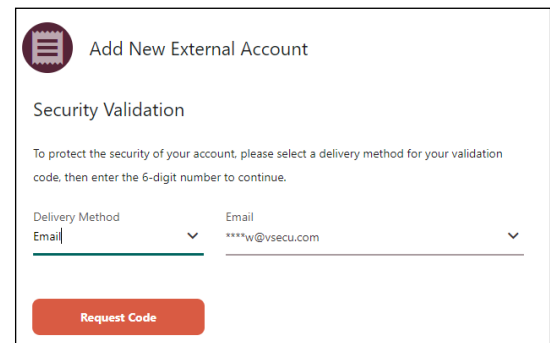 Add New External Account
Security Validation
To protect the security of your account, please select a delivery method for your validation
code, then enter the 6-digit number to continue.
Delivery Method
Email
Email
****w@vsecu.com
Request Code